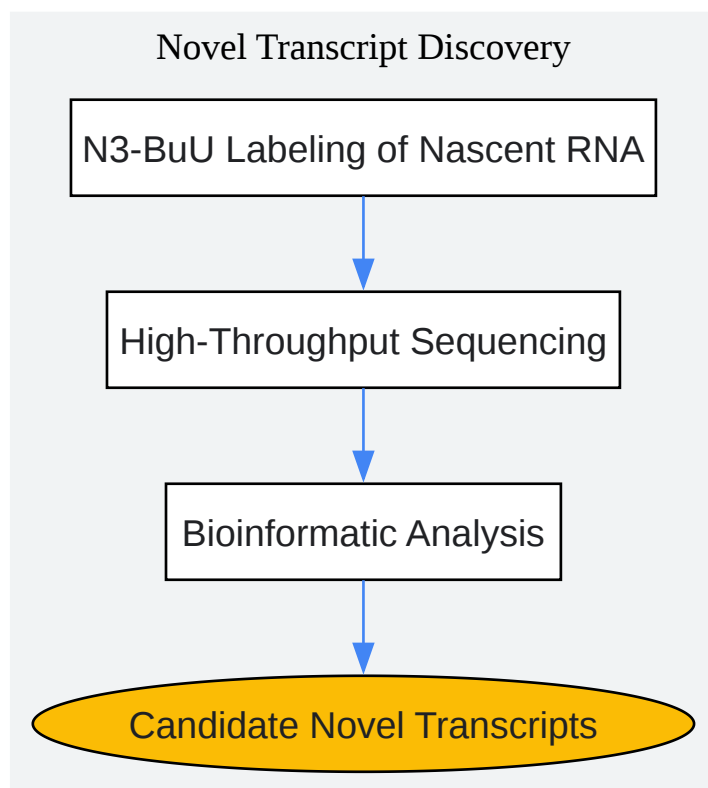 Novel Transcript Discovery
N3-BuU Labeling of Nascent RNA
High-Throughput Sequencing
Bioinformatic Analysis
Candidate Novel Transcripts